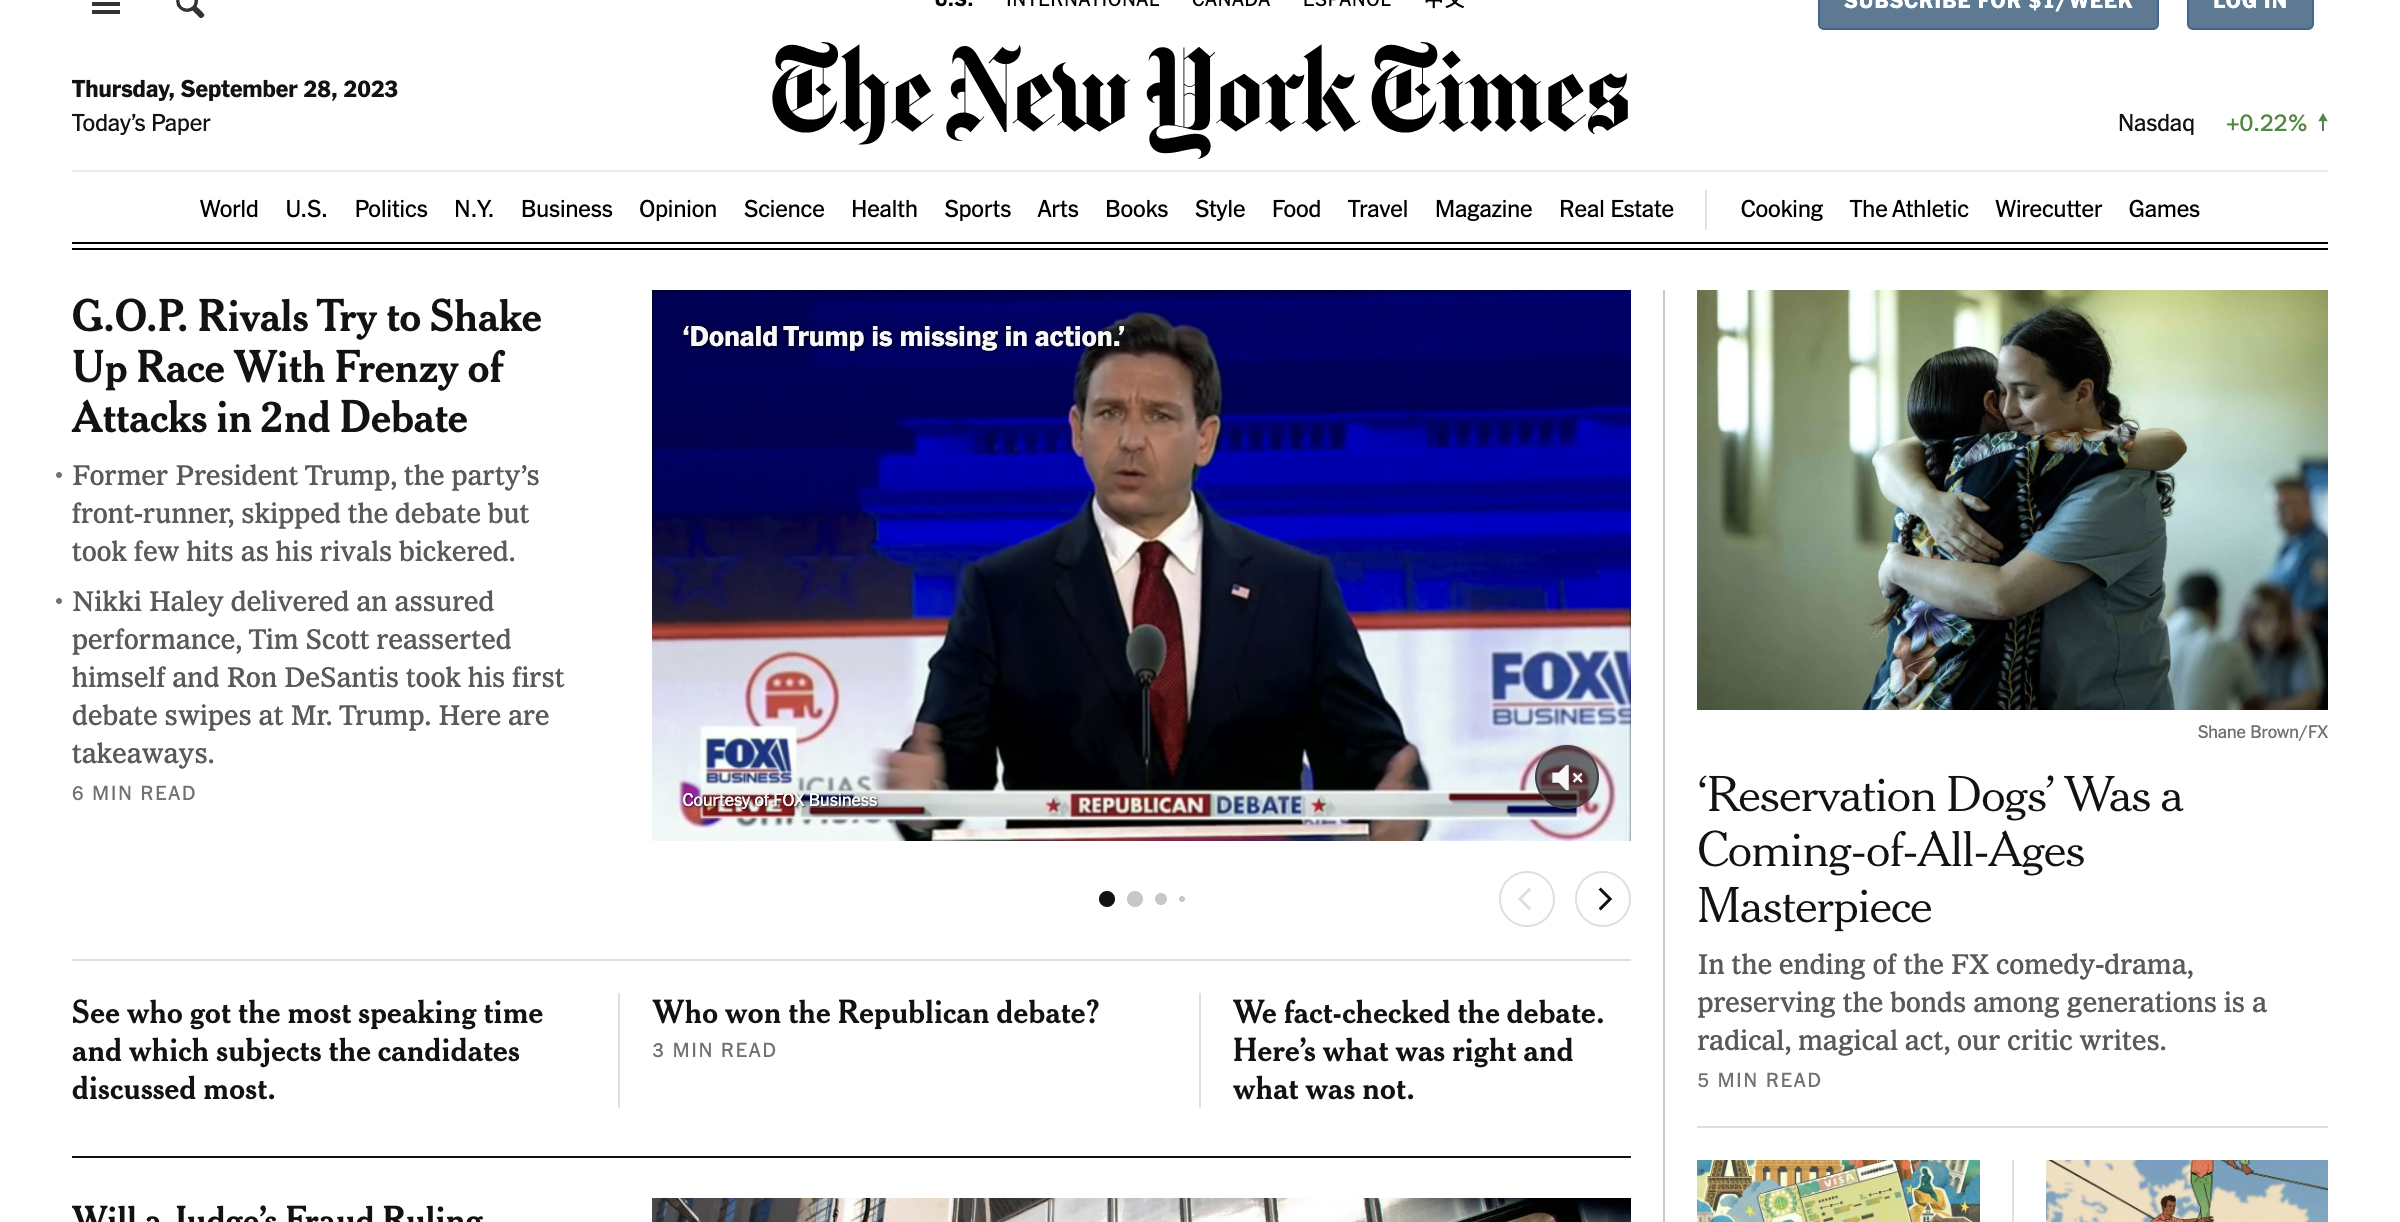 U.S. INTERNATIONAL CANADA ESPAÑOL 中文
SUBSCRIBE FOR $1/WEEK
LOG IN
Thursday, September 28, 2023
Today’s Paper
The New York Times
Nasdaq +0.22% ↑
World U.S. Politics N.Y. Business Opinion Science Health Sports Arts Books Style Food Travel Magazine Real Estate Cooking The Athletic Wirecutter Games
G.O.P. Rivals Try to Shake
Up Race With Frenzy of
Attacks in 2nd Debate
• Former President Trump, the party’s
front-runner, skipped the debate but
took few hits as his rivals bickered.
• Nikki Haley delivered an assured
performance, Tim Scott reasserted
himself and Ron DeSantis took his first
debate swipes at Mr. Trump. Here are
takeaways.
6 MIN READ
‘Donald Trump is missing in action.’
FOX
BUSINESS
FOX
BUSINESS
Courtesy of FOX Business
LIVE
REPUBLICAN DEBATE
Shane Brown/FX
‘Reservation Dogs’ Was a
Coming-of-All-Ages
Masterpiece
In the ending of the FX comedy-drama,
preserving the bonds among generations is a
radical, magical act, our critic writes.
5 MIN READ
See who got the most speaking time
and which subjects the candidates
discussed most.
Who won the Republican debate?
3 MIN READ
We fact-checked the debate.
Here’s what was right and
what was not.
VISA
Will a Judge’s Fraud Ruling